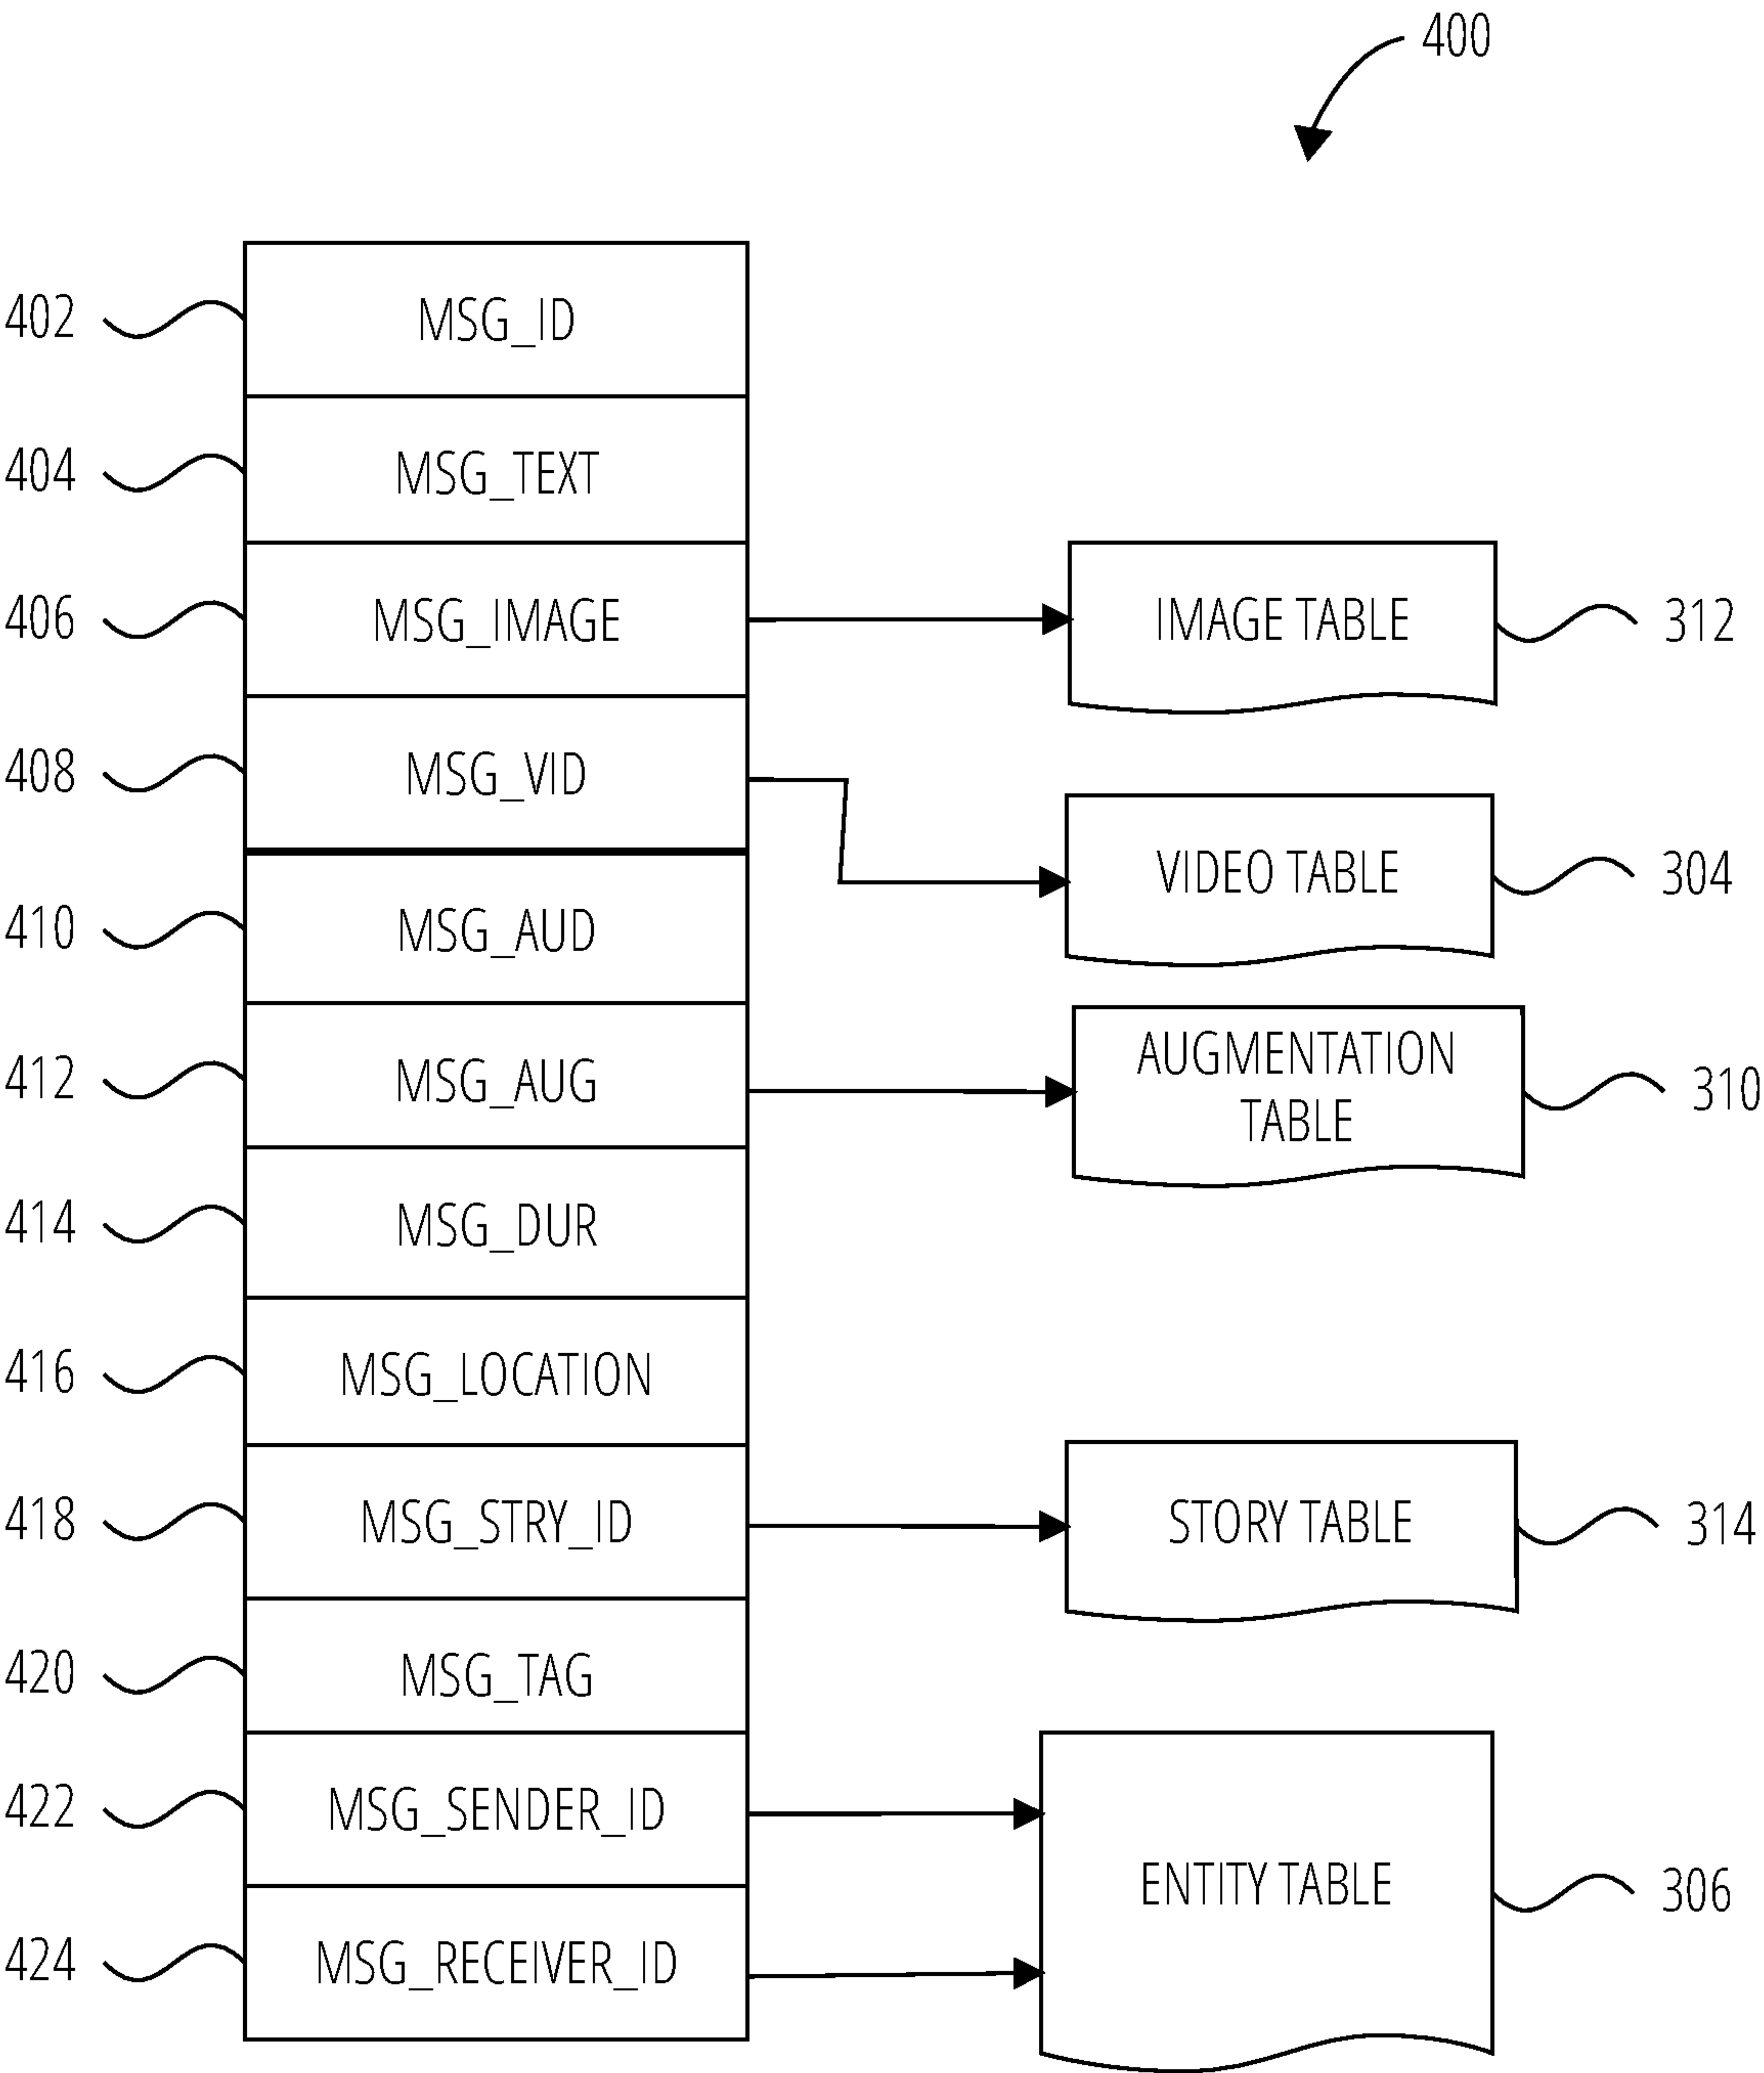 400
402 MSG_ID
404 MSG_TEXT
406 MSG_IMAGE IMAGE TABLE 312
408 MSG_VID
VIDEO TABLE 304
410 MSG_AUD
412 MSG_AUG AUGMENTATION
TABLE 310
414 MSG_DUR
416 MSG_LOCATION
418 MSG_STRY_ID STORY TABLE 314
420 MSG_TAG
422 MSG_SENDER_ID
ENTITY TABLE 306
424 MSG_RECEIVER_ID